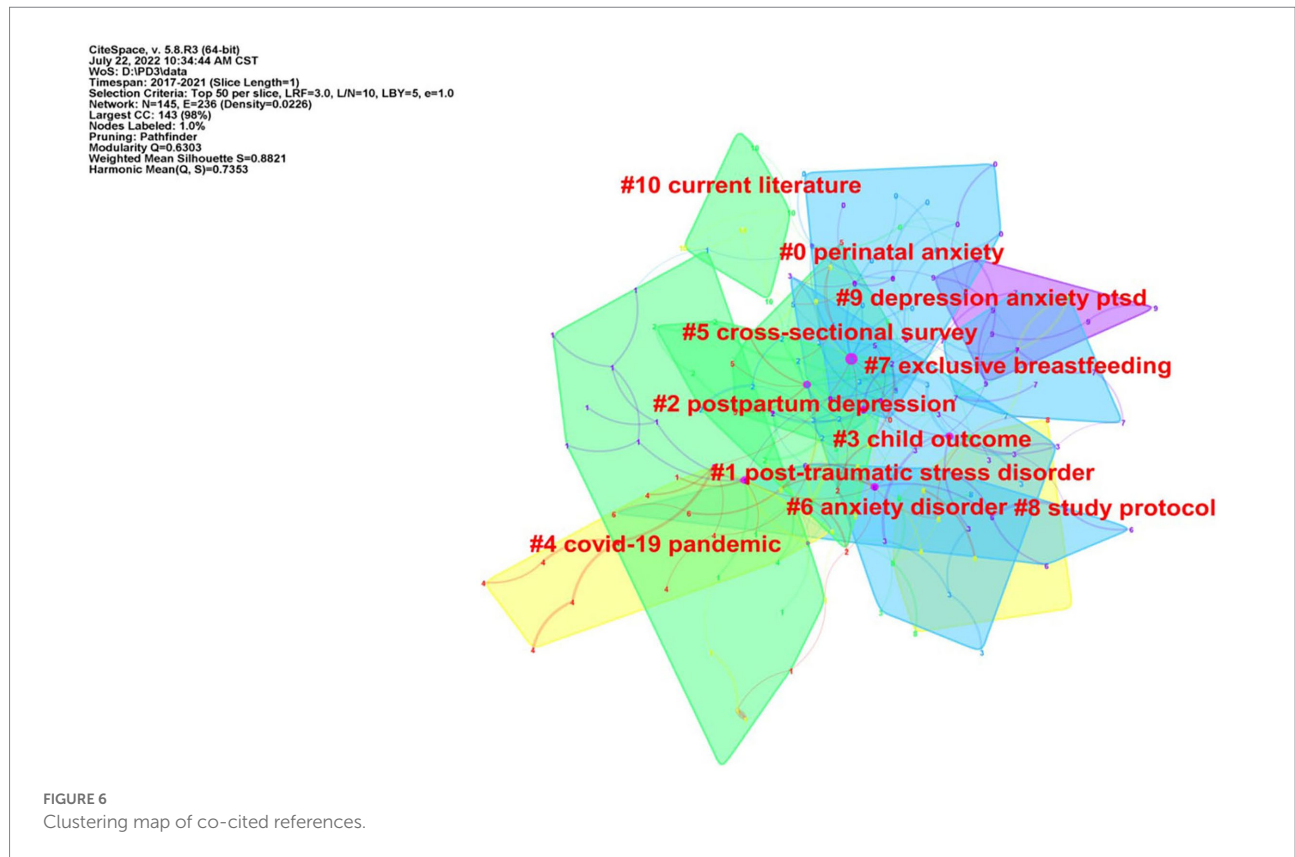 CiteSpace, v. 5.8.R3 (64-bit)
July 22, 2022 10:34:44 AM CST
WoS: D:\PD3\data
Timespan: 2017-2021 (Slice Length=1)
Selection Criteria: Top 50 per slice, LRF=3.0, L/N=10, LBY=5, e=1.0
Network: N=145, E=236 (Density=0.0226)
Largest CC: 143 (98%)
Nodes Labeled: 1.0%
Pruning: Pathfinder
Modularity Q=0.6303
Weighted Mean Silhouette S=0.8821
Harmonic Mean(Q, S)=0.7353
#10 current literature
#0 perinatal anxiety
#9 depression anxiety ptsd
#5 cross-sectional survey
#7 exclusive breastfeeding
#2 postpartum depression
#3 child outcome
#1 post-traumatic stress disorder
#6 anxiety disorder #8 study protocol
#4 covid-19 pandemic
FIGURE 6
Clustering map of co-cited references.